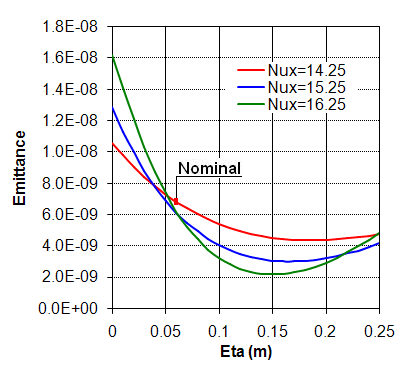 1.8E-08
1.6E-08
1.4E-08
1.2E-08
1.0E-08
8.0E-09
6.0E-09
4.0E-09
2.0E-09
0.0E+00
Emittance
Nux=14.25
Nux=15.25
Nux=16.25
Nominal
0 0.05 0.1 0.15 0.2 0.25
Eta (m)